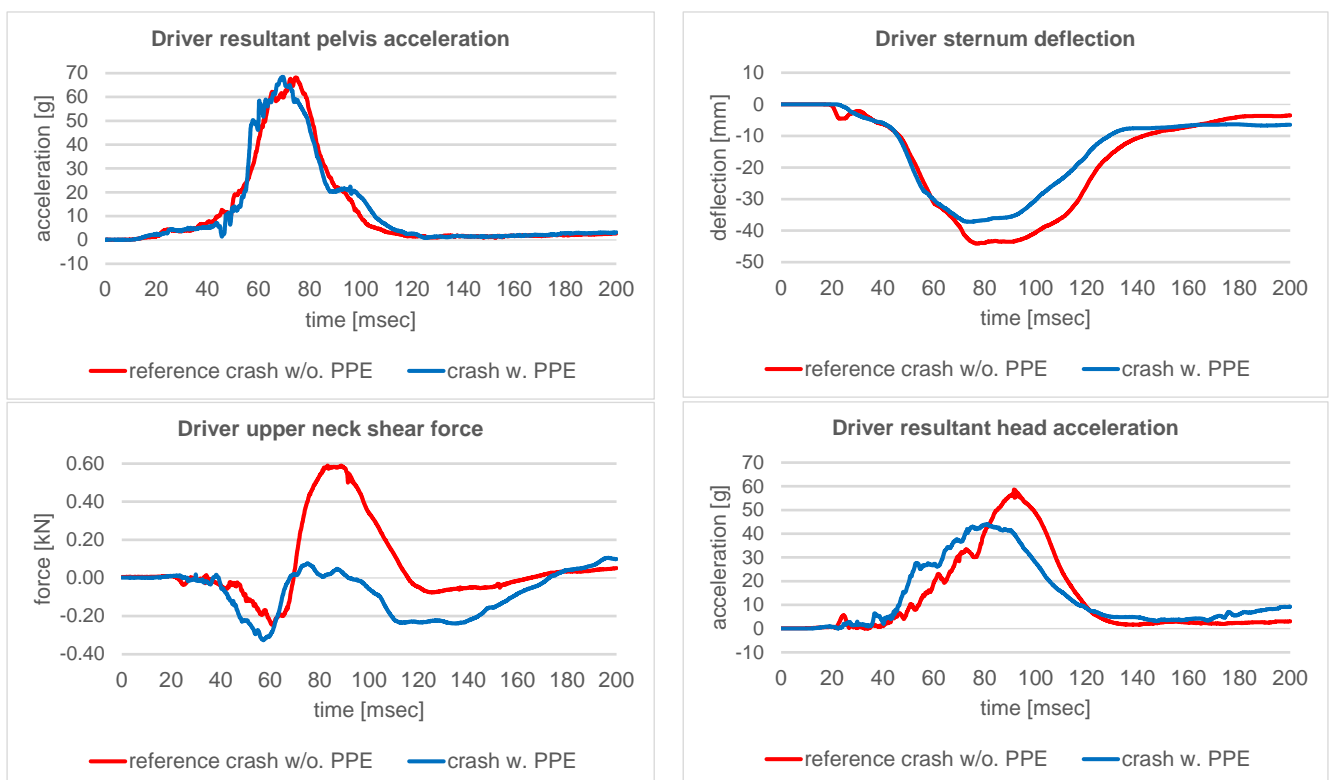 Driver resultant pelvis acceleration
acceleration [g]
70
60
50
40
30
20
10
0
-10
0 20 40 60 80 100 120 140 160 180 200
time [msec]
reference crash w/o. PPE crash w. PPE
Driver sternum deflection
deflection [mm]
10
0
-10
-20
-30
-40
-50
0 20 40 60 80 100 120 140 160 180 200
time [msec]
reference crash w/o. PPE crash w. PPE
Driver upper neck shear force
force [kN]
0.60
0.40
0.20
0.00
-0.20
-0.40
0 20 40 60 80 100 120 140 160 180 200
time [msec]
reference crash w/o. PPE crash w. PPE
Driver resultant head acceleration
acceleration [g]
70
60
50
40
30
20
10
0
-10
0 20 40 60 80 100 120 140 160 180 200
time [msec]
reference crash w/o. PPE crash w. PPE